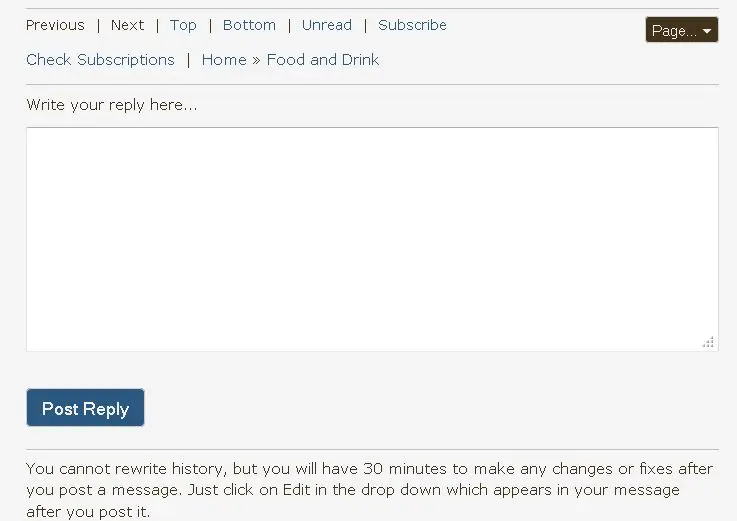 Previous | Next | Top | Bottom | Unread | Subscribe Page...
Check Subscriptions | Home » Food and Drink
Write your reply here...
Post Reply
You cannot rewrite history, but you will have 30 minutes to make any changes or fixes after
you post a message. Just click on Edit in the drop down which appears in your message
after you post it.